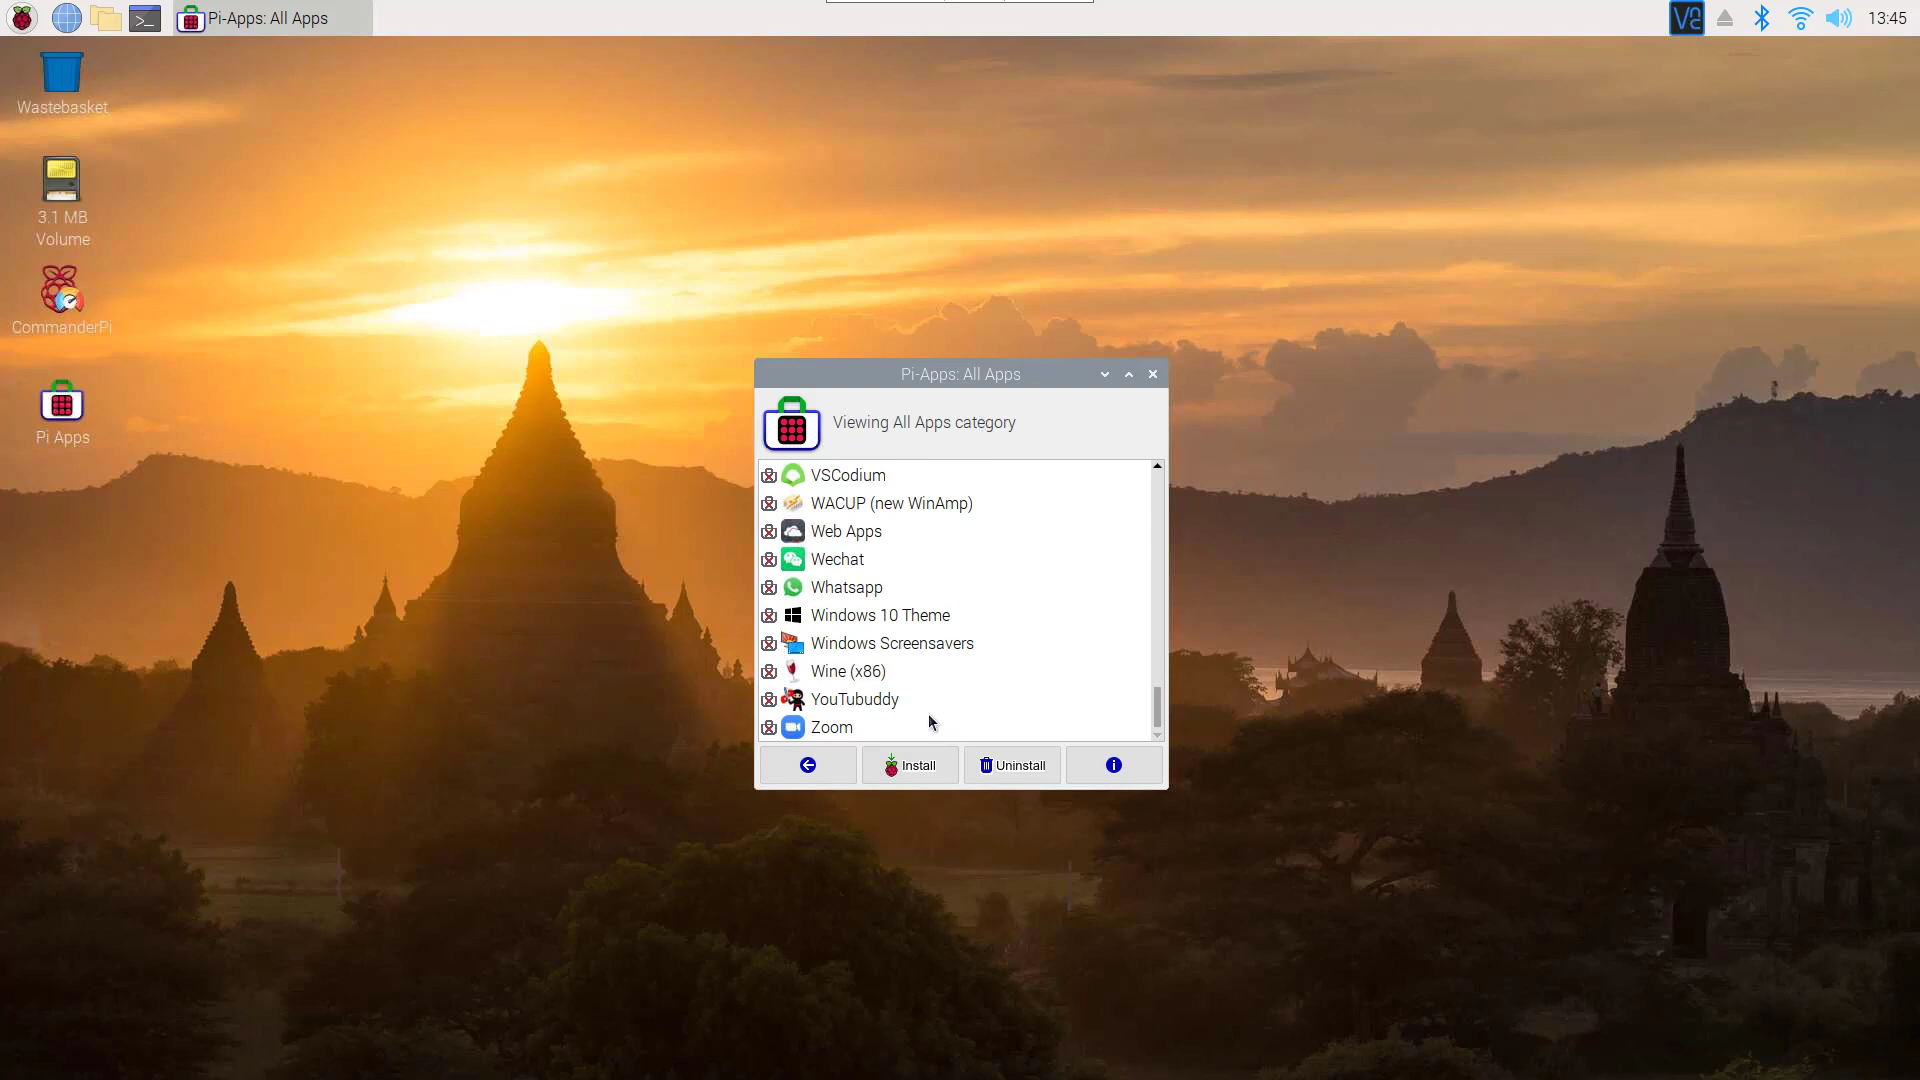 Pi-Apps: All Apps
13:45
Wastebasket
3.1 MB
Volume
CommanderPi
Pi Apps
Pi-Apps: All Apps
Viewing All Apps category
VSCodium
WACUP (new WinAmp)
Web Apps
Wechat
Whatsapp
Windows 10 Theme
Windows Screensavers
Wine (x86)
YouTubuddy
Zoom
Install
Uninstall